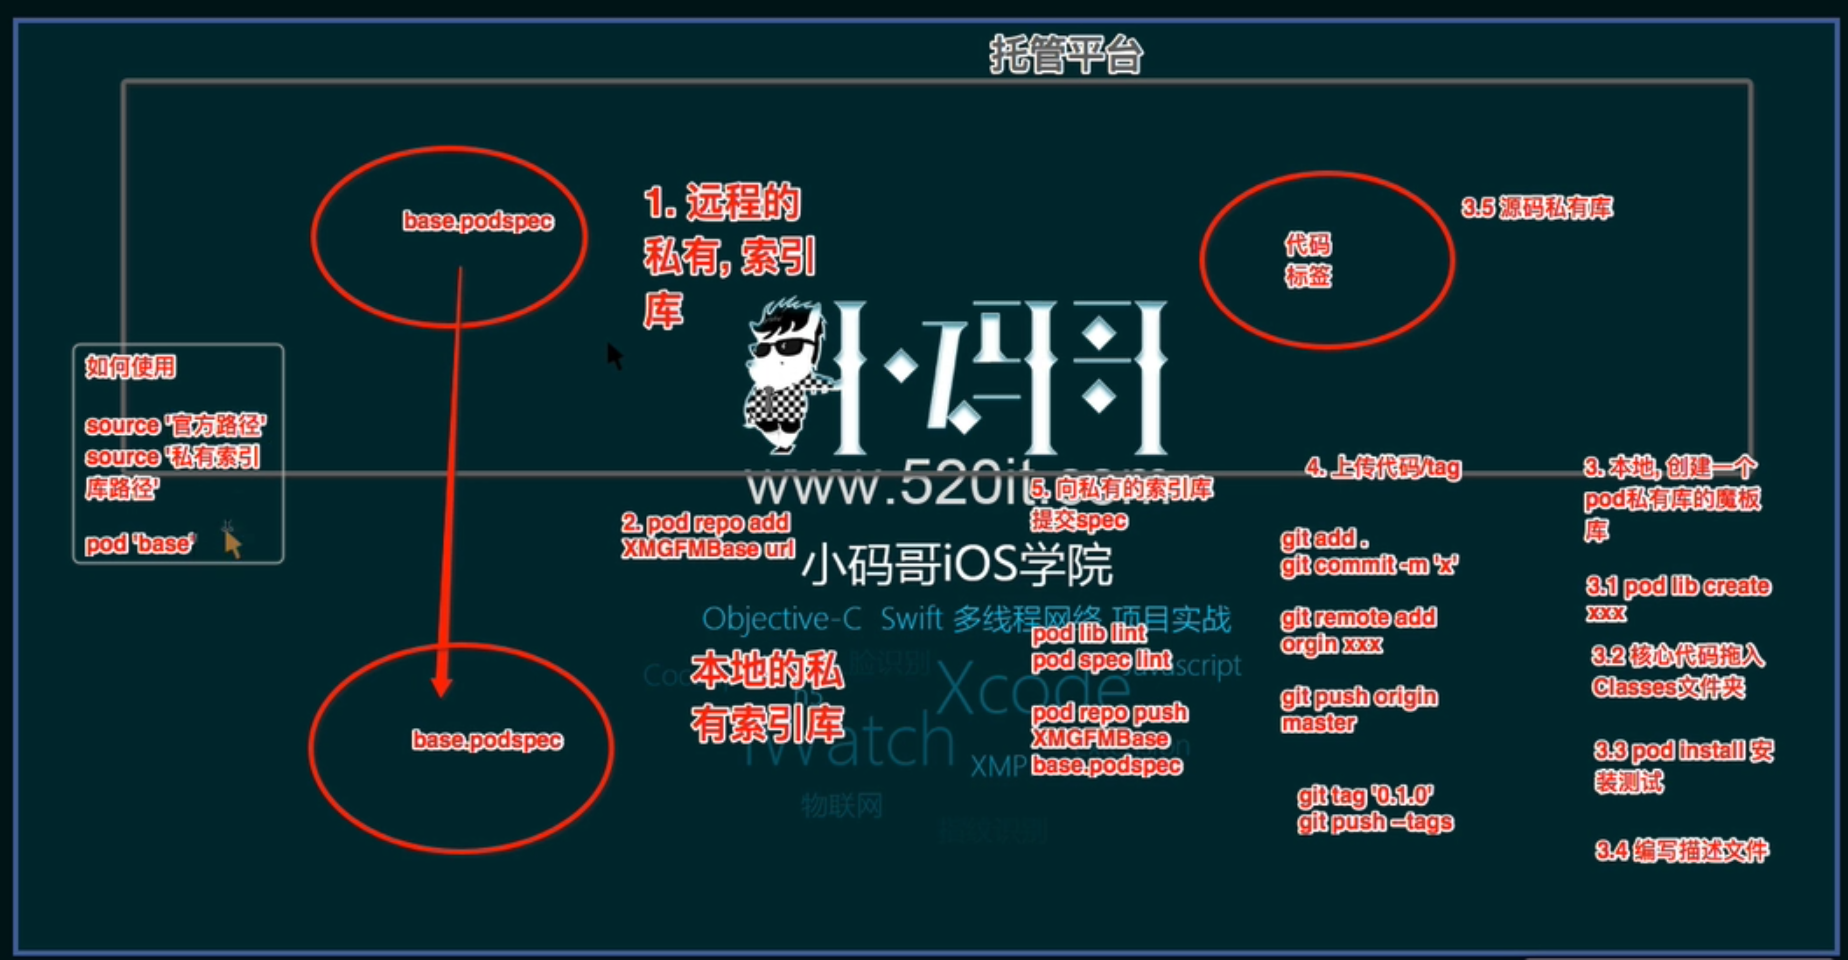 托管平台
base.podspec
1. 远程的
私有, 索引
库
代码
标签
3.5 源码私有库
如何使用
source '官方路径'
source '私有索引
库路径'
pod 'base'
小码哥
www.520it.com
小码哥iOS学院
Objective-C Swift 多线程网络 项目实战
2. pod repo add
XMGFMBase url
本地的私
有索引库
base.podspec
5. 向私有的索引库
提交spec
pod lib lint
pod spec lint
pod repo push
XMGFMBase
base.podspec
4. 上传代码/tag
git add .
git commit -m 'x'
git remote add
orgin xxx
git push origin
master
git tag '0.1.0'
git push --tags
3. 本地, 创建一个
pod私有库的魔板
库
3.1 pod lib create
xxx
3.2 核心代码拖入
Classes文件夹
3.3 pod install 安
装测试
3.4 编写描述文件
脸识别
Xcode
iWatch
XMP
物联网